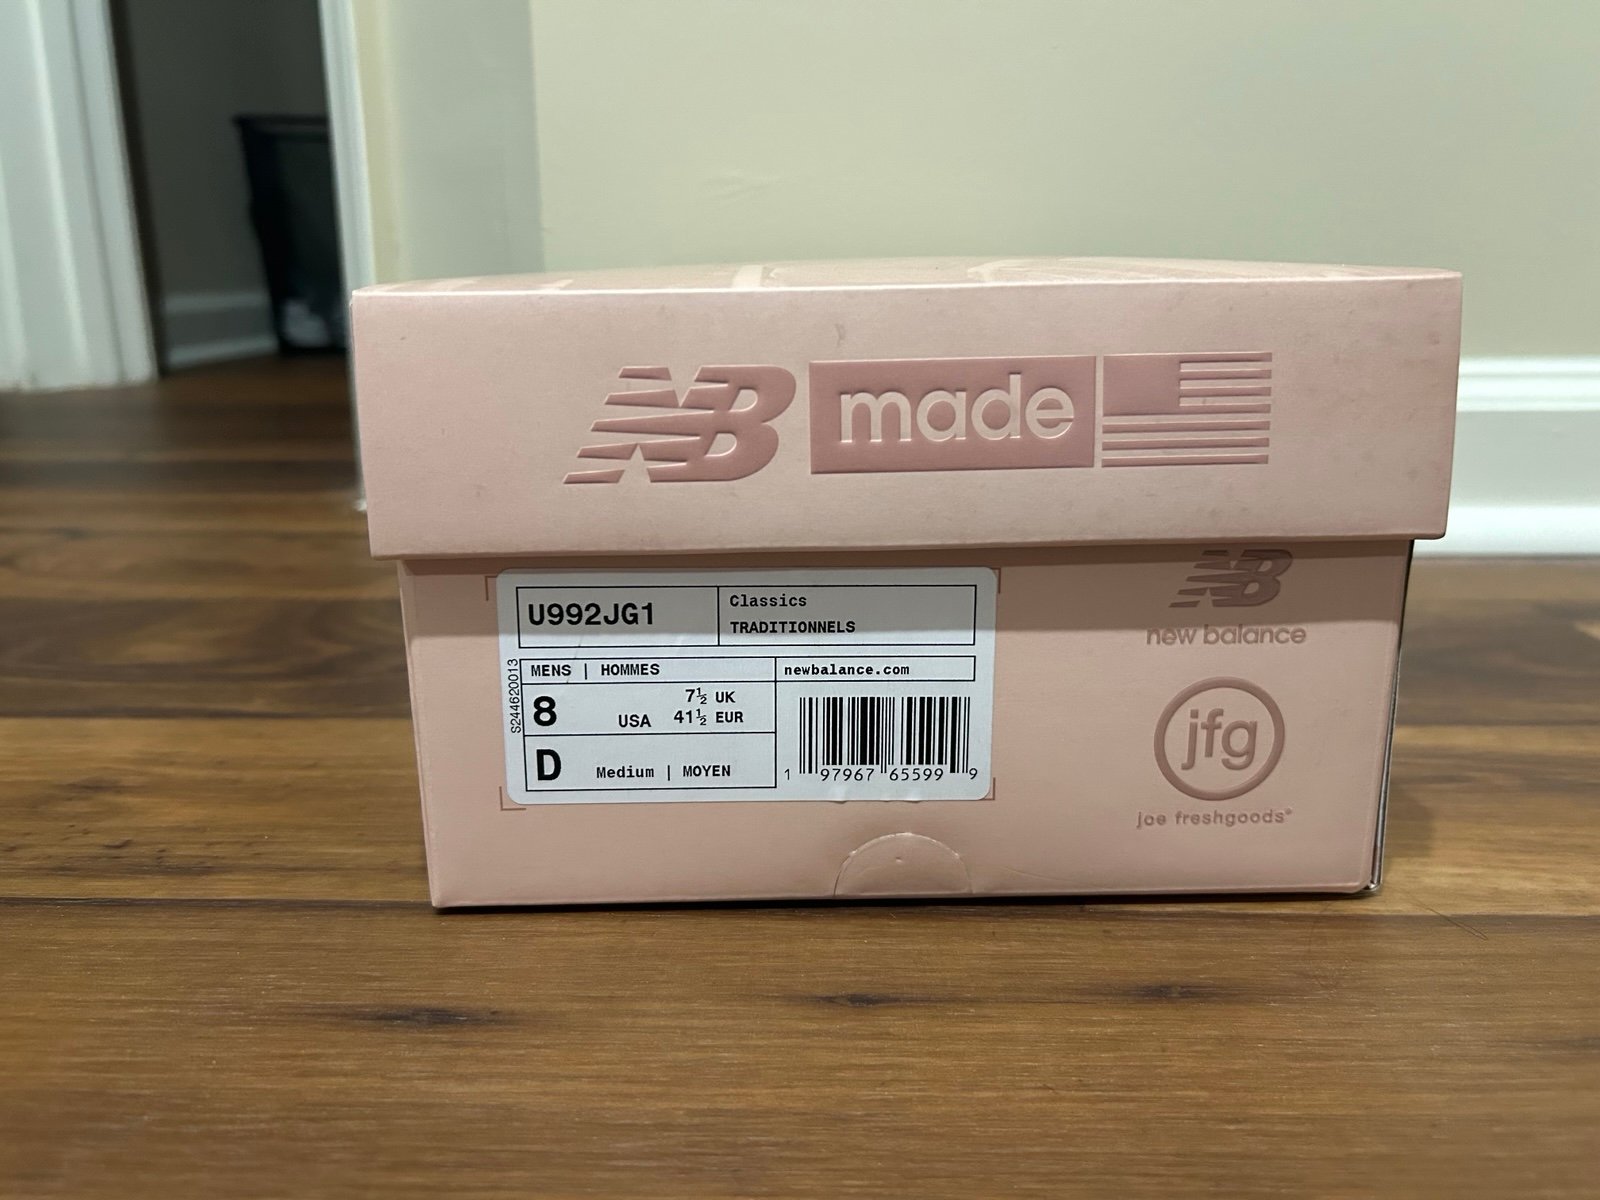 NB made
U992JG1
Classics
TRADITIONNELS
MENS | HOMMES
newbalance.com
8
USA
7½ UK
41½ EUR
D
Medium | MOYEN
S244620013
1 97967 65599 9
NB
new balance
jfg
joe freshgoods®